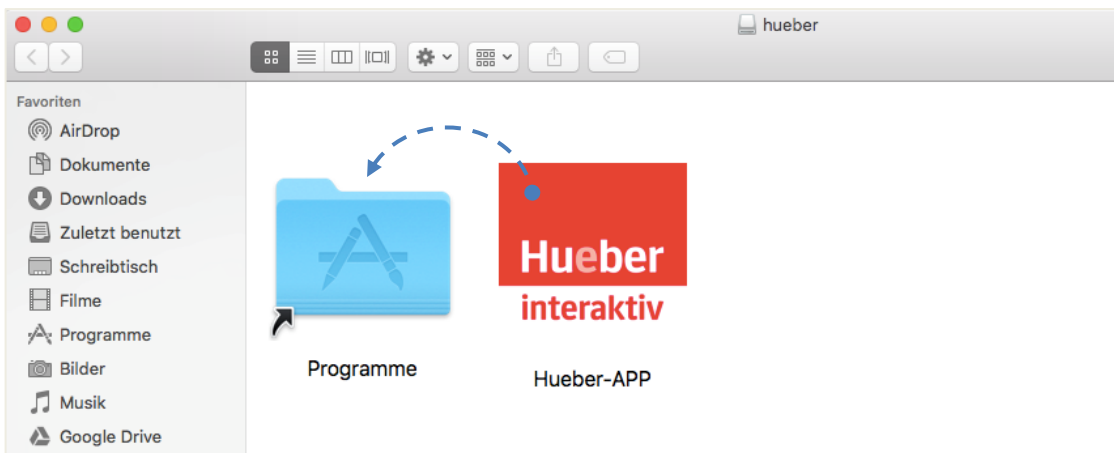 hueber
Favoriten
AirDrop
Dokumente
Downloads
Zuletzt benutzt
Schreibtisch
Filme
Programme
Bilder
Musik
Google Drive
Hueber
interaktiv
Programme
Hueber-APP